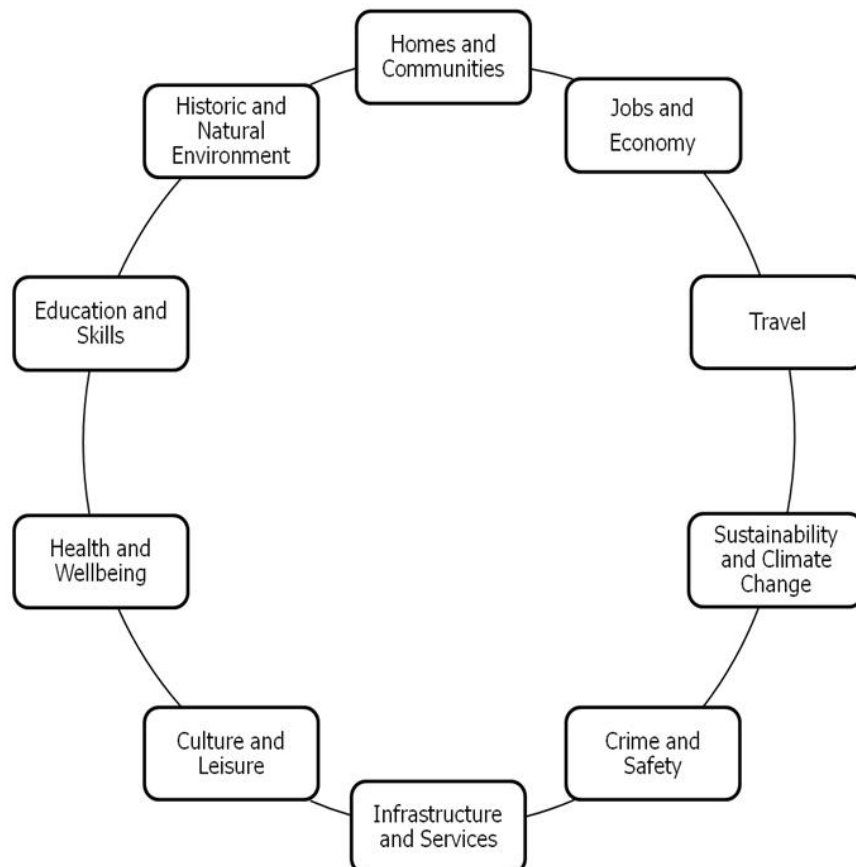 Homes and
Communities
Jobs and
Economy
Travel
Sustainability
and Climate
Change
Crime and
Safety
Infrastructure
and Services
Culture and
Leisure
Health and
Wellbeing
Education and
Skills
Historic and
Natural
Environment